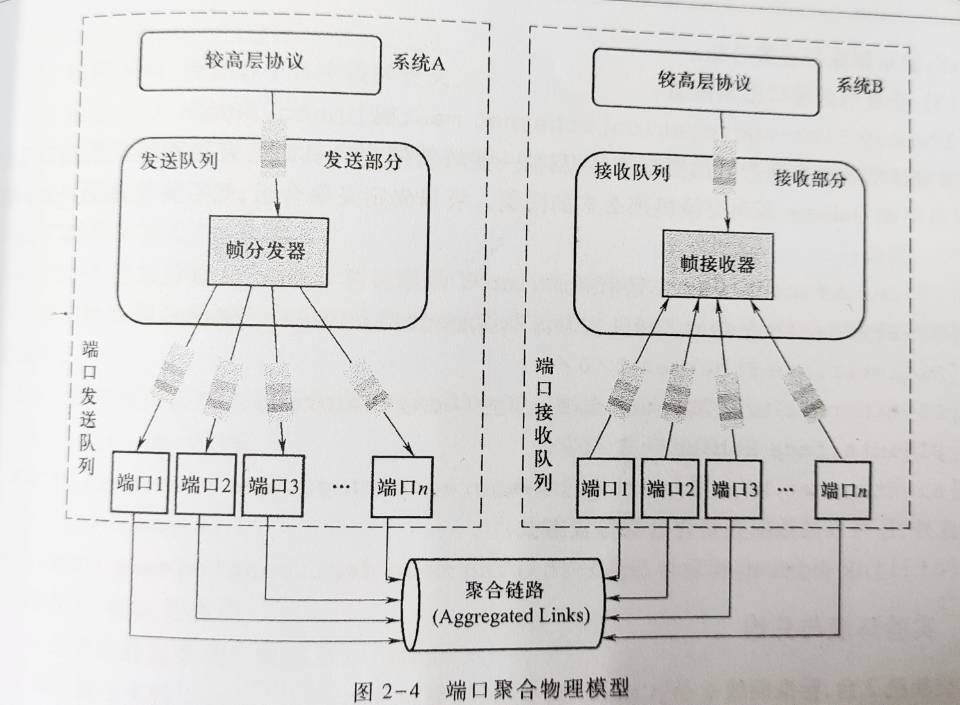 较高层协议
系统A
发送队列
发送部分
帧分发器
端口发送队列
端口1
端口2
端口3
…
端口n
较高层协议
系统B
接收队列
接收部分
帧接收器
端口接收队列
端口1
端口2
端口3
…
端口n
聚合链路
(Aggregated Links)
图 2-4 端口聚合物理模型